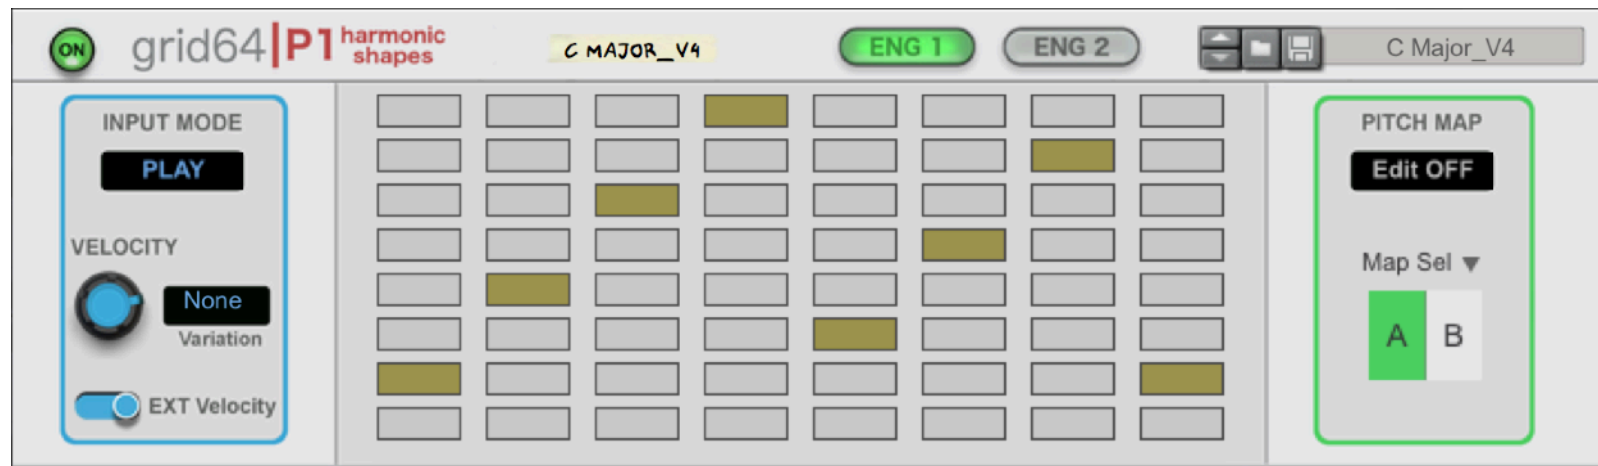 ON grid64|P1 harmonic shapes
C MAJOR_V4
ENG 1
ENG 2
C Major_V4
INPUT MODE
PLAY
VELOCITY
None
Variation
EXT Velocity
PITCH MAP
Edit OFF
Map Sel ▼
A B